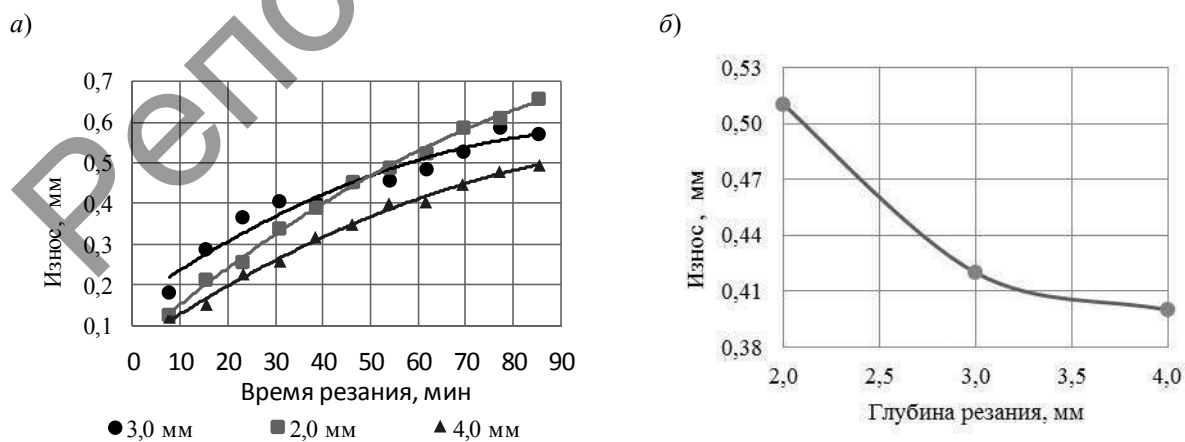 Репо
а)
0,7
0,6
0,5
0,4
0,3
0,2
0,1
Износ, мм
0 10 20 30 40 50 60 70 80 90
Время резания, мин
3,0 мм 2,0 мм 4,0 мм
б)
0,53
0,50
0,47
0,44
0,41
0,38
Износ , мм
2,0 2,5 3,0 3,5 4,0
Глубина резания, мм